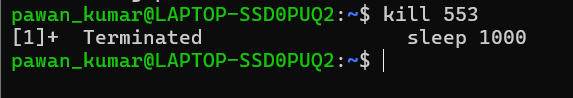 pawan_kumar@LAPTOP-SSD0PUQ2:~$ kill 553
[1]+  Terminated              sleep 1000
pawan_kumar@LAPTOP-SSD0PUQ2:~$